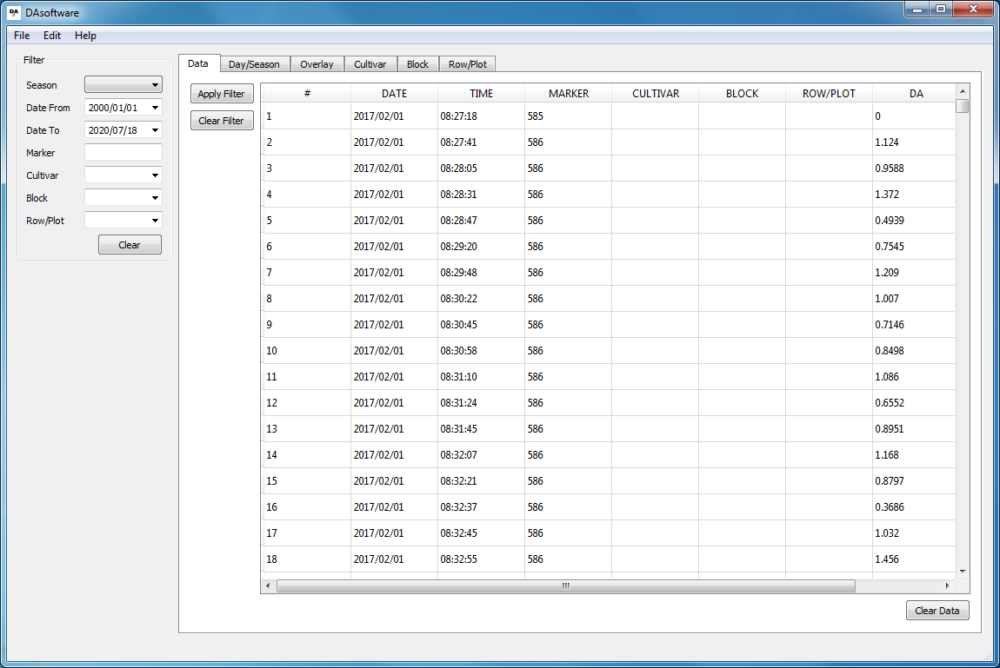 DA DAsoftware
File Edit Help
Filter
Season
Date From 2000/01/01
Date To 2020/07/18
Marker
Cultivar
Block
Row/Plot
Clear
Data Day/Season Overlay Cultivar Block Row/Plot
Apply Filter
Clear Filter
# DATE TIME MARKER CULTIVAR BLOCK ROW/PLOT DA
1 2017/02/01 08:27:18 585 0
2 2017/02/01 08:27:41 586 1.124
3 2017/02/01 08:28:05 586 0.9588
4 2017/02/01 08:28:31 586 1.372
5 2017/02/01 08:28:47 586 0.4939
6 2017/02/01 08:29:20 586 0.7545
7 2017/02/01 08:29:48 586 1.209
8 2017/02/01 08:30:22 586 1.007
9 2017/02/01 08:30:45 586 0.7146
10 2017/02/01 08:30:58 586 0.8498
11 2017/02/01 08:31:10 586 1.086
12 2017/02/01 08:31:24 586 0.6552
13 2017/02/01 08:31:45 586 0.8951
14 2017/02/01 08:32:07 586 1.168
15 2017/02/01 08:32:21 586 0.8797
16 2017/02/01 08:32:37 586 0.3686
17 2017/02/01 08:32:45 586 1.032
18 2017/02/01 08:32:55 586 1.456
Clear Data